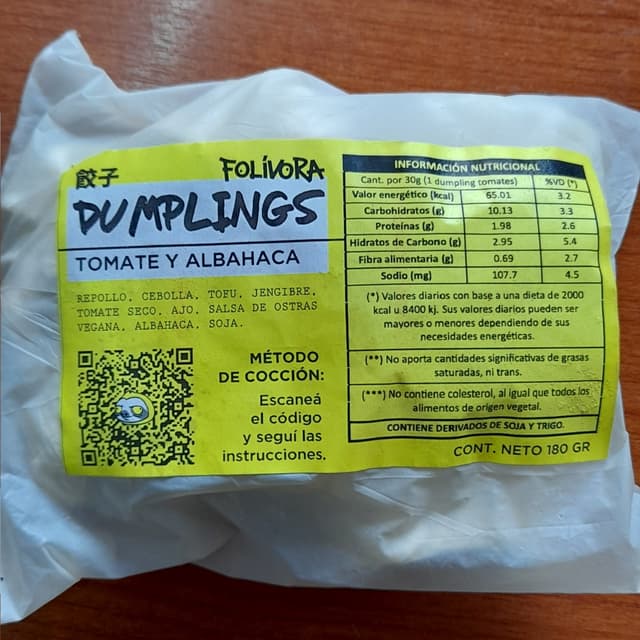 餃子
FOLÍVORA
DUMPLINGS
TOMATE Y ALBAHACA
REPOLLO, CEBOLLA, TOFU, JENGIBRE,
TOMATE SECO, AJO, SALSA DE OSTRAS
VEGANA, ALBAHACA, SOJA.
MÉTODO
DE COCCIÓN:
Escaneá
el código
y seguí las
instrucciones.
INFORMACIÓN NUTRICIONAL
Cant. por 30g (1 dumpling tomates) %VD (*)
Valor energético (kcal) 65.01 3.2
Carbohidratos (g) 10.13 3.3
Proteínas (g) 1.98 2.6
Hidratos de Carbono (g) 2.95 5.4
Fibra alimentaria (g) 0.69 2.7
Sodio (mg) 107.7 4.5
(*) Valores diarios con base a una dieta de 2000
kcal u 8400 kj. Sus valores diarios pueden ser
mayores o menores dependiendo de sus
necesidades energéticas.
(**) No aporta cantidades significativas de grasas
saturadas, ni trans.
(***) No contiene colesterol, al igual que todos los
alimentos de origen vegetal.
CONTIENE DERIVADOS DE SOJA Y TRIGO.
CONT. NETO 180 GR